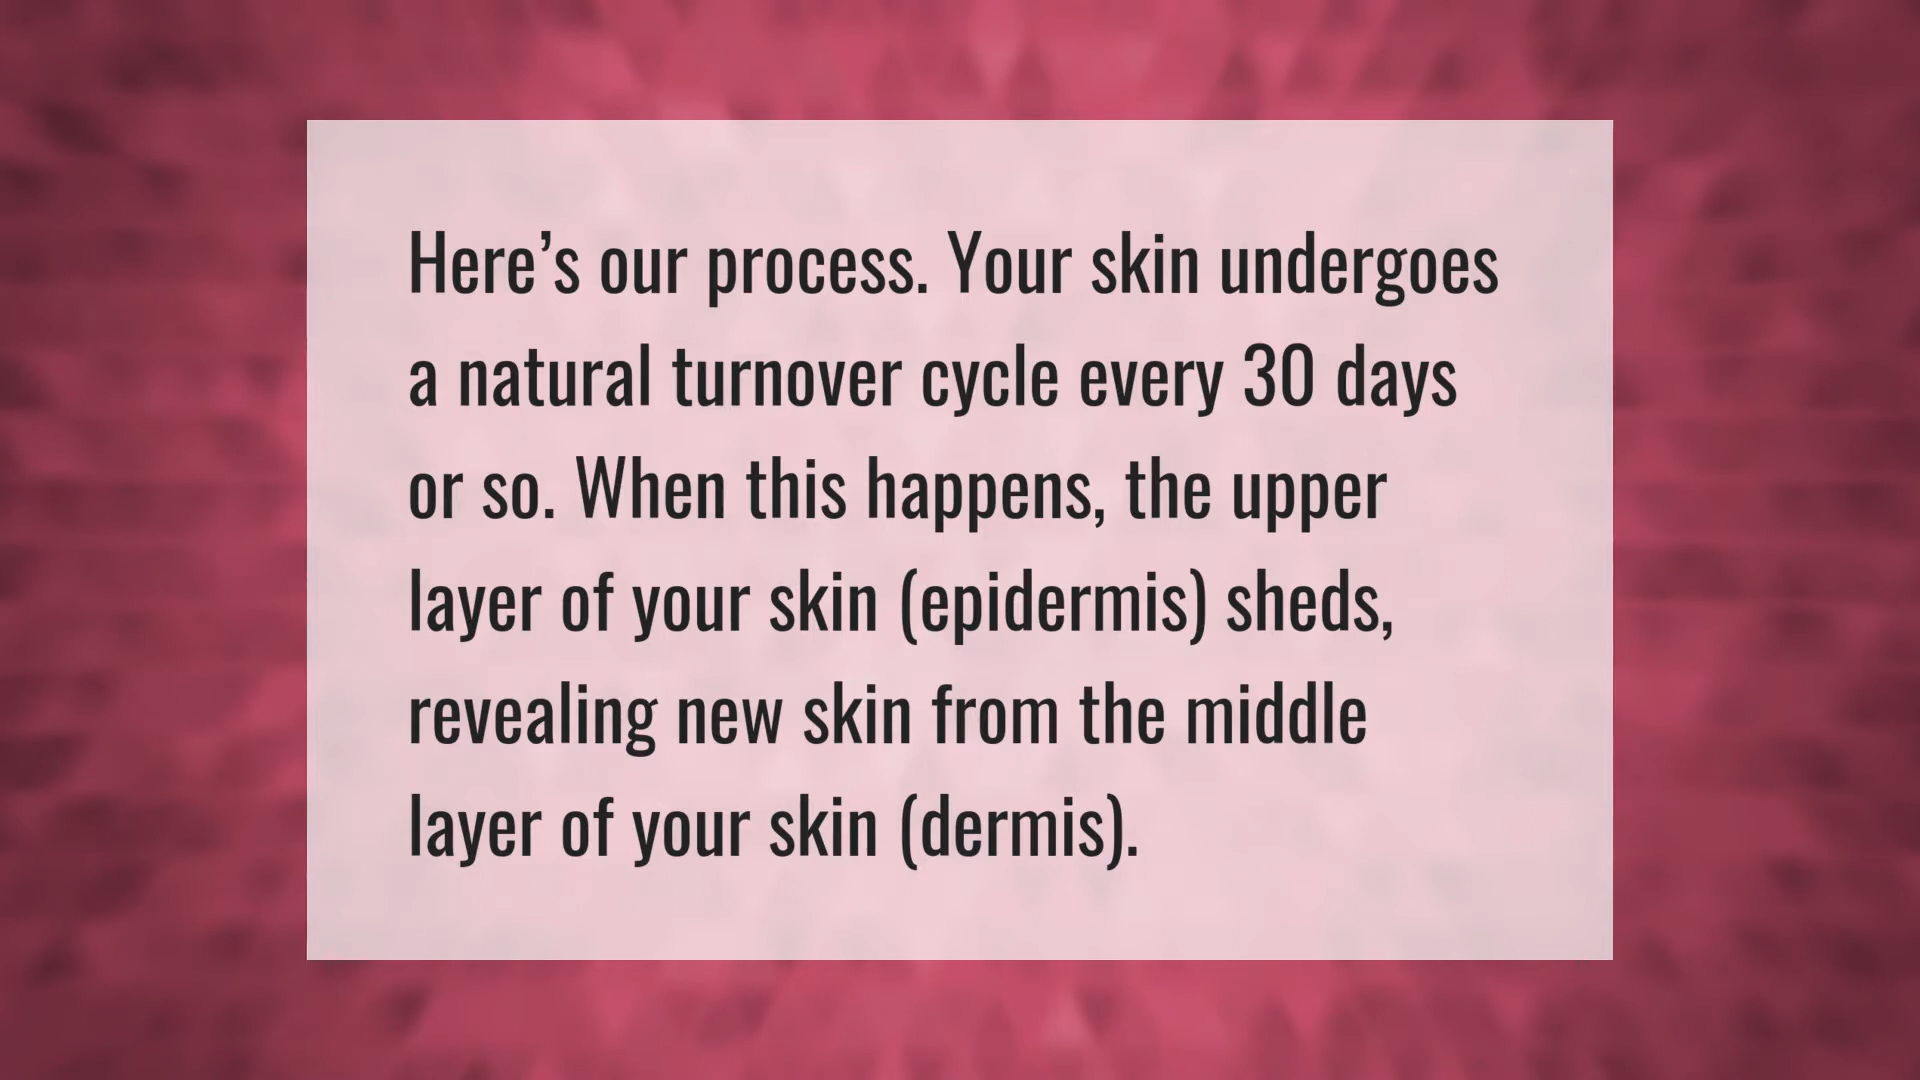 Here’s our process. Your skin undergoes
a natural turnover cycle every 30 days
or so. When this happens, the upper
layer of your skin (epidermis) sheds,
revealing new skin from the middle
layer of your skin (dermis).